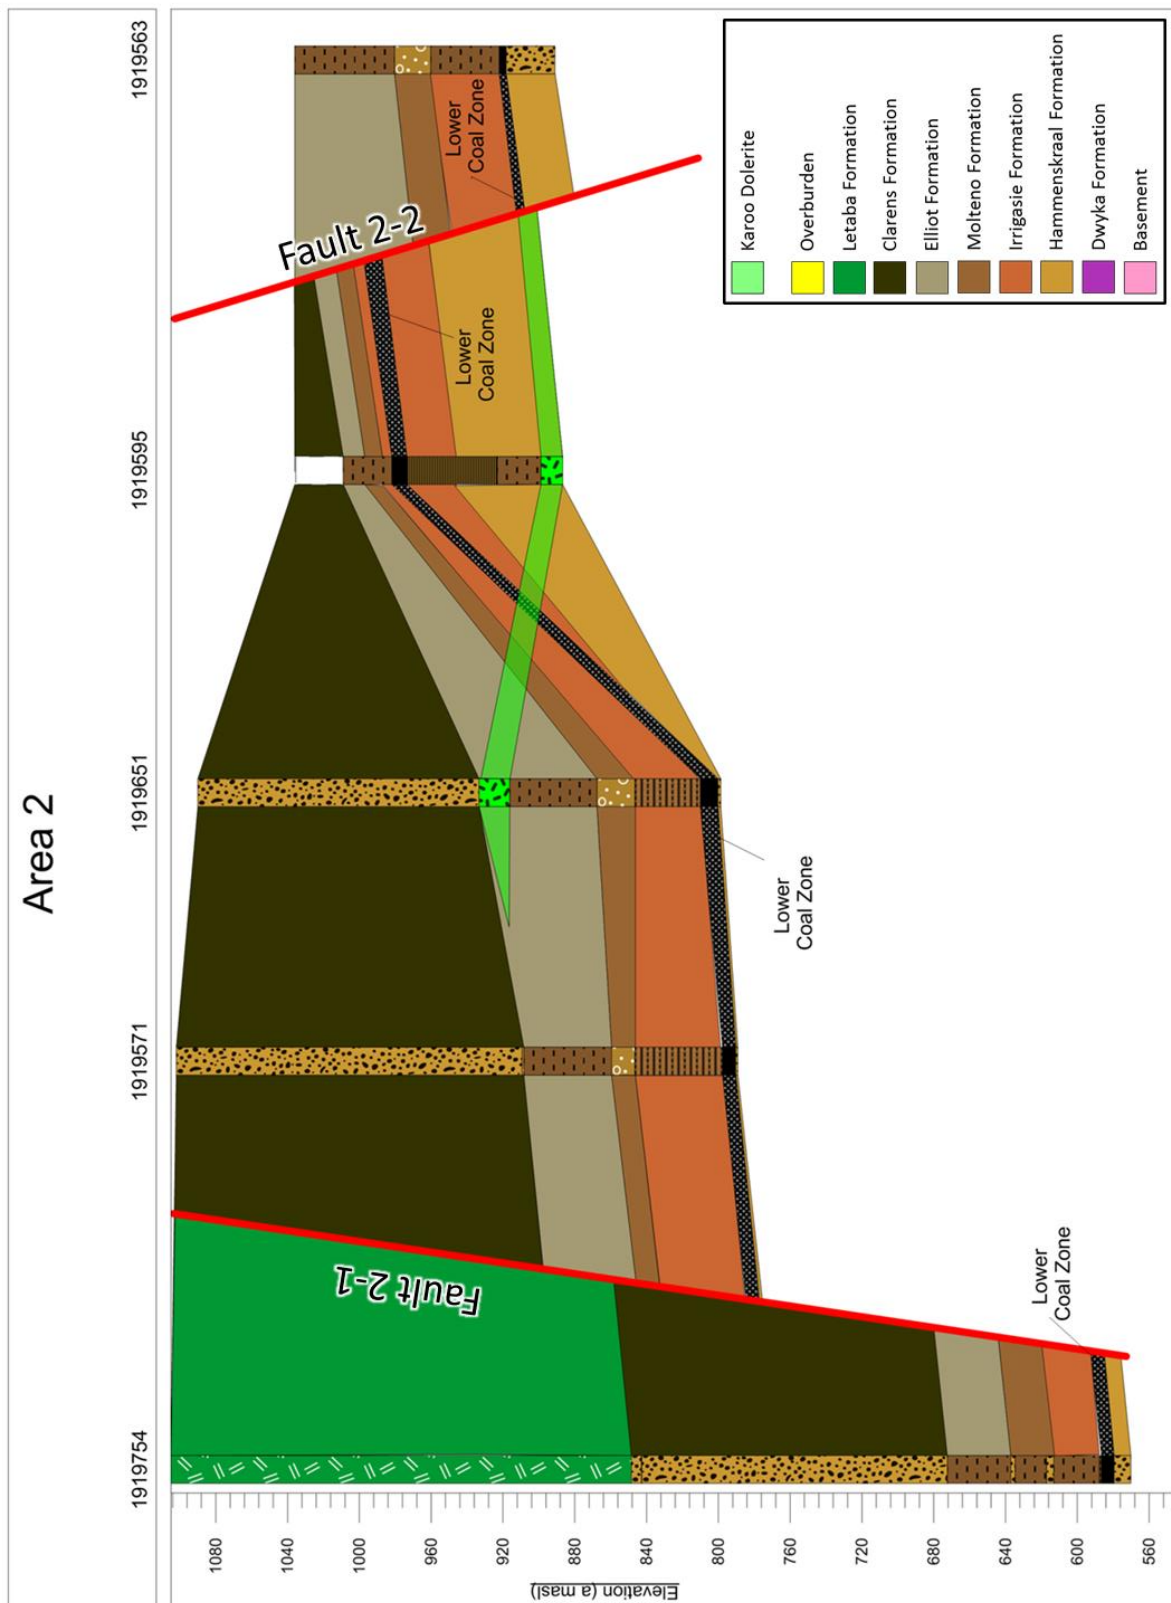 Area 2
1919754
1919571
1919651
1919595
1919563
Elevation (a masl)
1080
1040
1000
960
920
880
840
800
760
720
680
640
600
560
Fault 2-1
Fault 2-2
Lower
Coal Zone
Lower
Coal Zone
Lower
Coal Zone
Lower
Coal Zone
Karoo Dolerite
Overburden
Letaba Formation
Clarens Formation
Elliot Formation
Molteno Formation
Irrigasie Formation
Hammenskraal Formation
Dwyka Formation
Basement